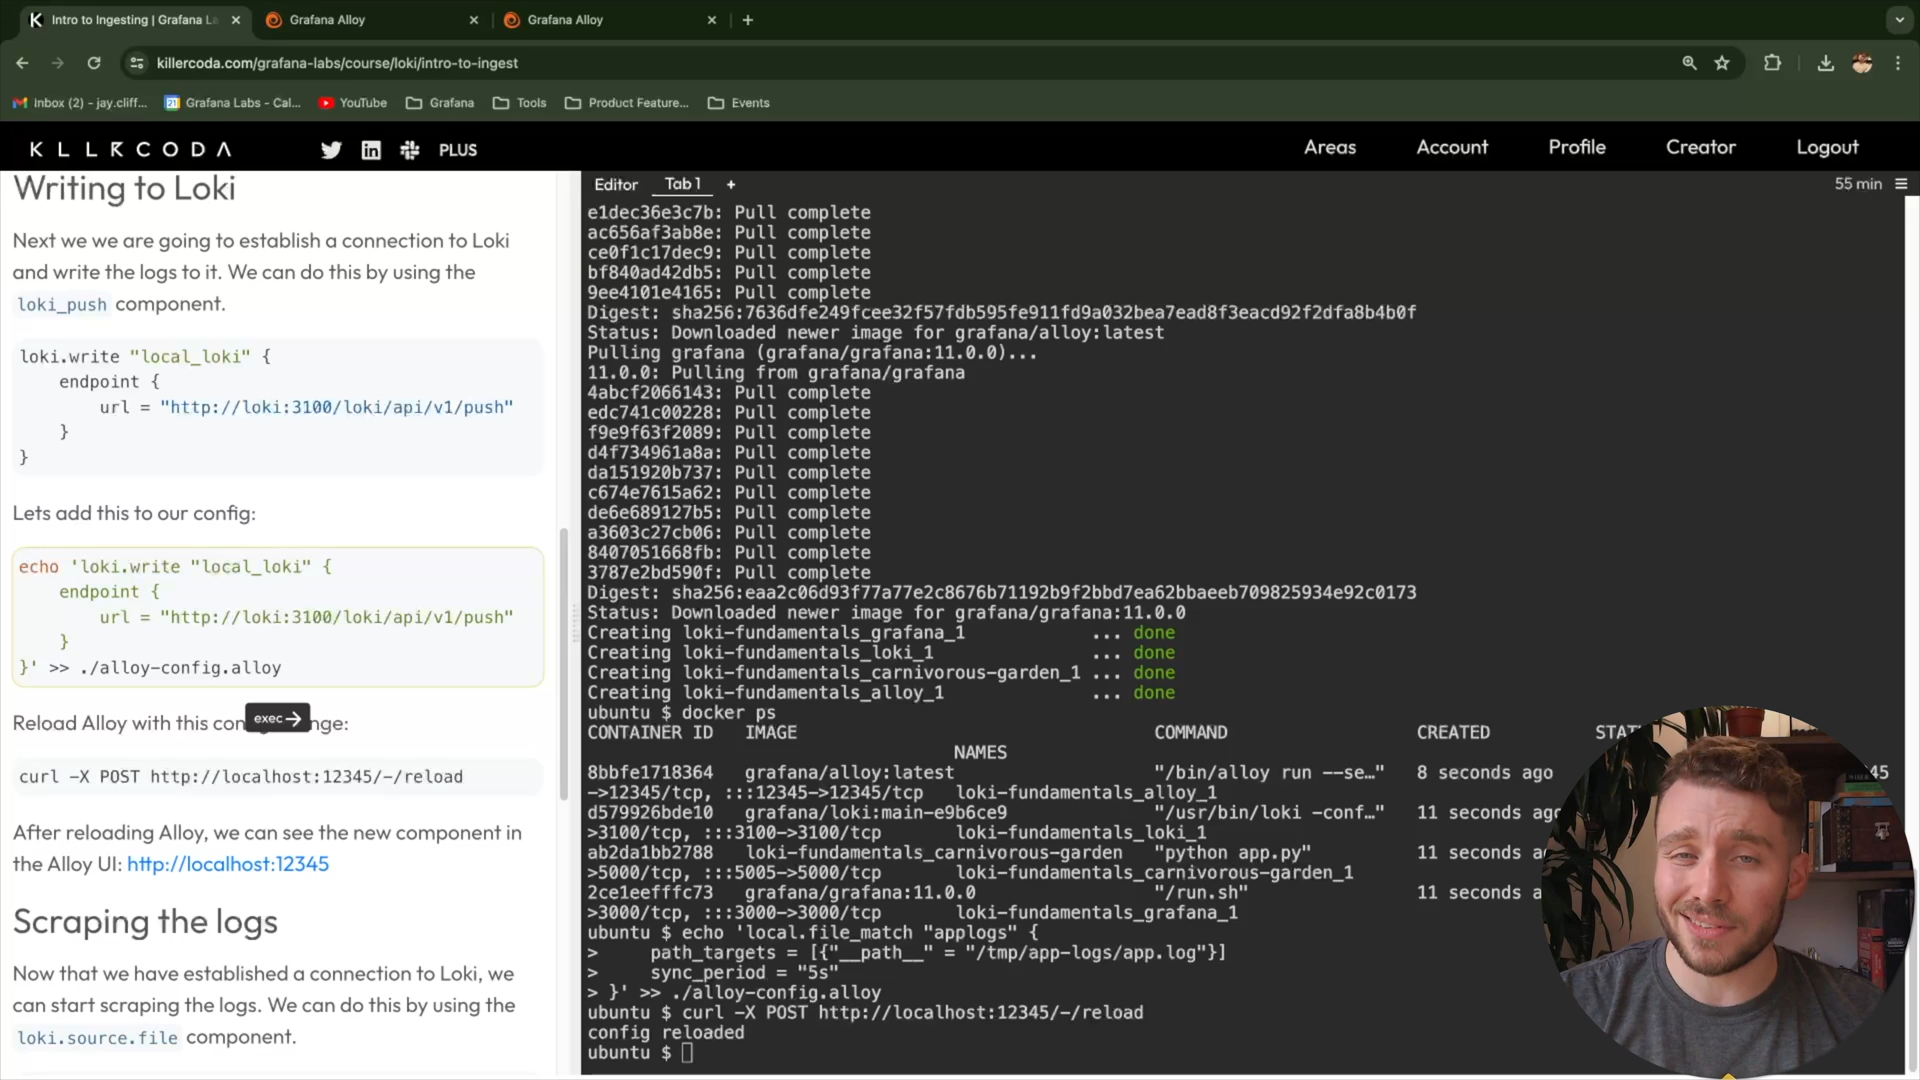 Intro to Ingesting | Grafana La
Grafana Alloy
Grafana Alloy
killercoda.com/grafana-labs/course/loki/intro-to-ingest
Inbox (2) - jay.cliff...
Grafana Labs - Cal...
YouTube
Grafana
Tools
Product Feature...
Events
KLLRCODA
PLUS
Areas
Account
Profile
Creator
Logout
Writing to Loki
Next we we are going to establish a connection to Loki
and write the logs to it. We can do this by using the
loki_push component.
loki.write "local_loki" {
    endpoint {
        url = "http://loki:3100/loki/api/v1/push"
    }
}
Lets add this to our config:
echo 'loki.write "local_loki" {
    endpoint {
        url = "http://loki:3100/loki/api/v1/push"
    }
}' >> ./alloy-config.alloy
exec →
Reload Alloy with this con nge:
curl -X POST http://localhost:12345/-/reload
After reloading Alloy, we can see the new component in
the Alloy UI: http://localhost:12345
Scraping the logs
Now that we have established a connection to Loki, we
can start scraping the logs. We can do this by using the
loki.source.file component.
Editor
Tab 1
+
55 min
e1dec36e3c7b: Pull complete
ac656af3ab8e: Pull complete
ce0f1c17dec9: Pull complete
bf840ad42db5: Pull complete
9ee4101e4165: Pull complete
Digest: sha256:7636dfe249fcee32f57fdb595fe911fd9a032bea7ead8f3eacd92f2dfa8b4b0f
Status: Downloaded newer image for grafana/alloy:latest
Pulling grafana (grafana/grafana:11.0.0)...
11.0.0: Pulling from grafana/grafana
4abcf2066143: Pull complete
edc741c00228: Pull complete
f9e9f63f2089: Pull complete
d4f734961a8a: Pull complete
da151920b737: Pull complete
c674e7615a62: Pull complete
de6e689127b5: Pull complete
a3603c27cb06: Pull complete
8407051668fb: Pull complete
3787e2bd590f: Pull complete
Digest: sha256:eaa2c06d93f77a77e2c8676b71192b9f2bbd7ea62bbaeeb709825934e92c0173
Status: Downloaded newer image for grafana/grafana:11.0.0
Creating loki-fundamentals_grafana_1 ... done
Creating loki-fundamentals_loki_1 ... done
Creating loki-fundamentals_carnivorous-garden_1 ... done
Creating loki-fundamentals_alloy_1 ... done
ubuntu $ docker ps
CONTAINER ID   IMAGE   COMMAND   CREATED   STAT
NAMES
8bbfe1718364   grafana/alloy:latest   "/bin/alloy run --se…"   8 seconds ago   45
->12345/tcp, :::12345->12345/tcp   loki-fundamentals_alloy_1
d579926bde10   grafana/loki:main-e9b6ce9   "/usr/bin/loki -conf…"   11 seconds ago
>3100/tcp, :::3100->3100/tcp   loki-fundamentals_loki_1
ab2da1bb2788   loki-fundamentals_carnivorous-garden   "python app.py"   11 seconds a
>5000/tcp, :::5005->5000/tcp   loki-fundamentals_carnivorous-garden_1
2ce1eefffc73   grafana/grafana:11.0.0   "/run.sh"   11 seconds a
>3000/tcp, :::3000->3000/tcp   loki-fundamentals_grafana_1
ubuntu $ echo 'local.file_match "applogs" {
>     path_targets = [{"__path__" = "/tmp/app-logs/app.log"}]
>     sync_period = "5s"
> }' >> ./alloy-config.alloy
ubuntu $ curl -X POST http://localhost:12345/-/reload
config reloaded
ubuntu $